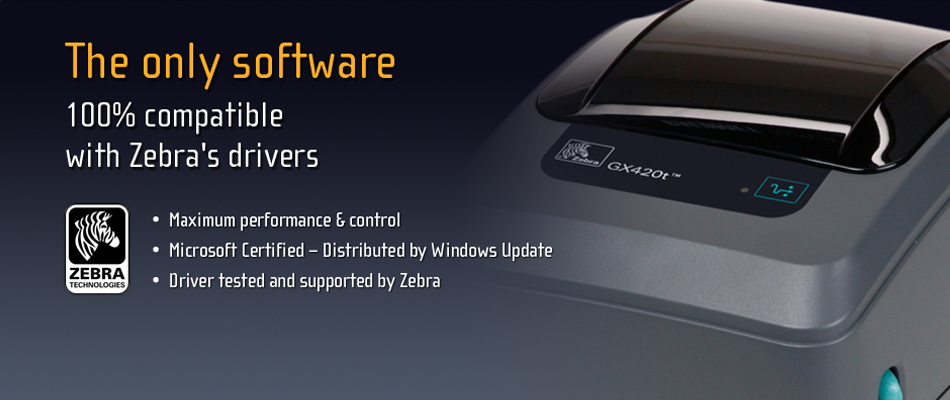 The only software
100% compatible
with Zebra's drivers
ZEBRA
TECHNOLOGIES
• Maximum performance & control
• Microsoft Certified – Distributed by Windows Update
• Driver tested and supported by Zebra
Zebra
GX420t™